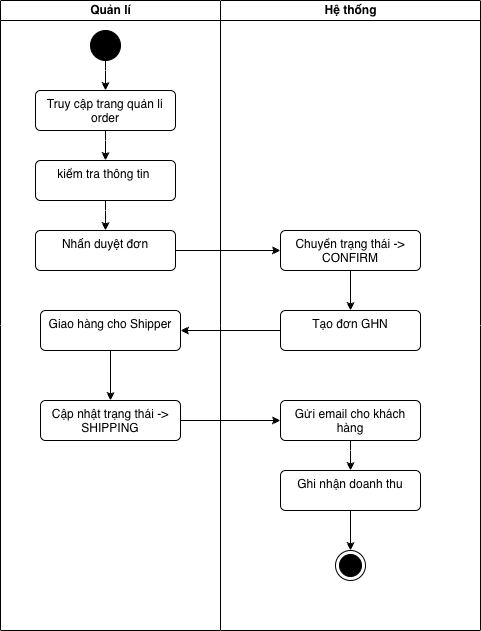 Quản lí
Hệ thống
Truy cập trang quản lí
order
kiểm tra thông tin
Nhấn duyệt đơn
Chuyển trạng thái ->
CONFIRM
Giao hàng cho Shipper
Tạo đơn GHN
Cập nhật trạng thái ->
SHIPPING
Gửi email cho khách
hàng
Ghi nhận doanh thu